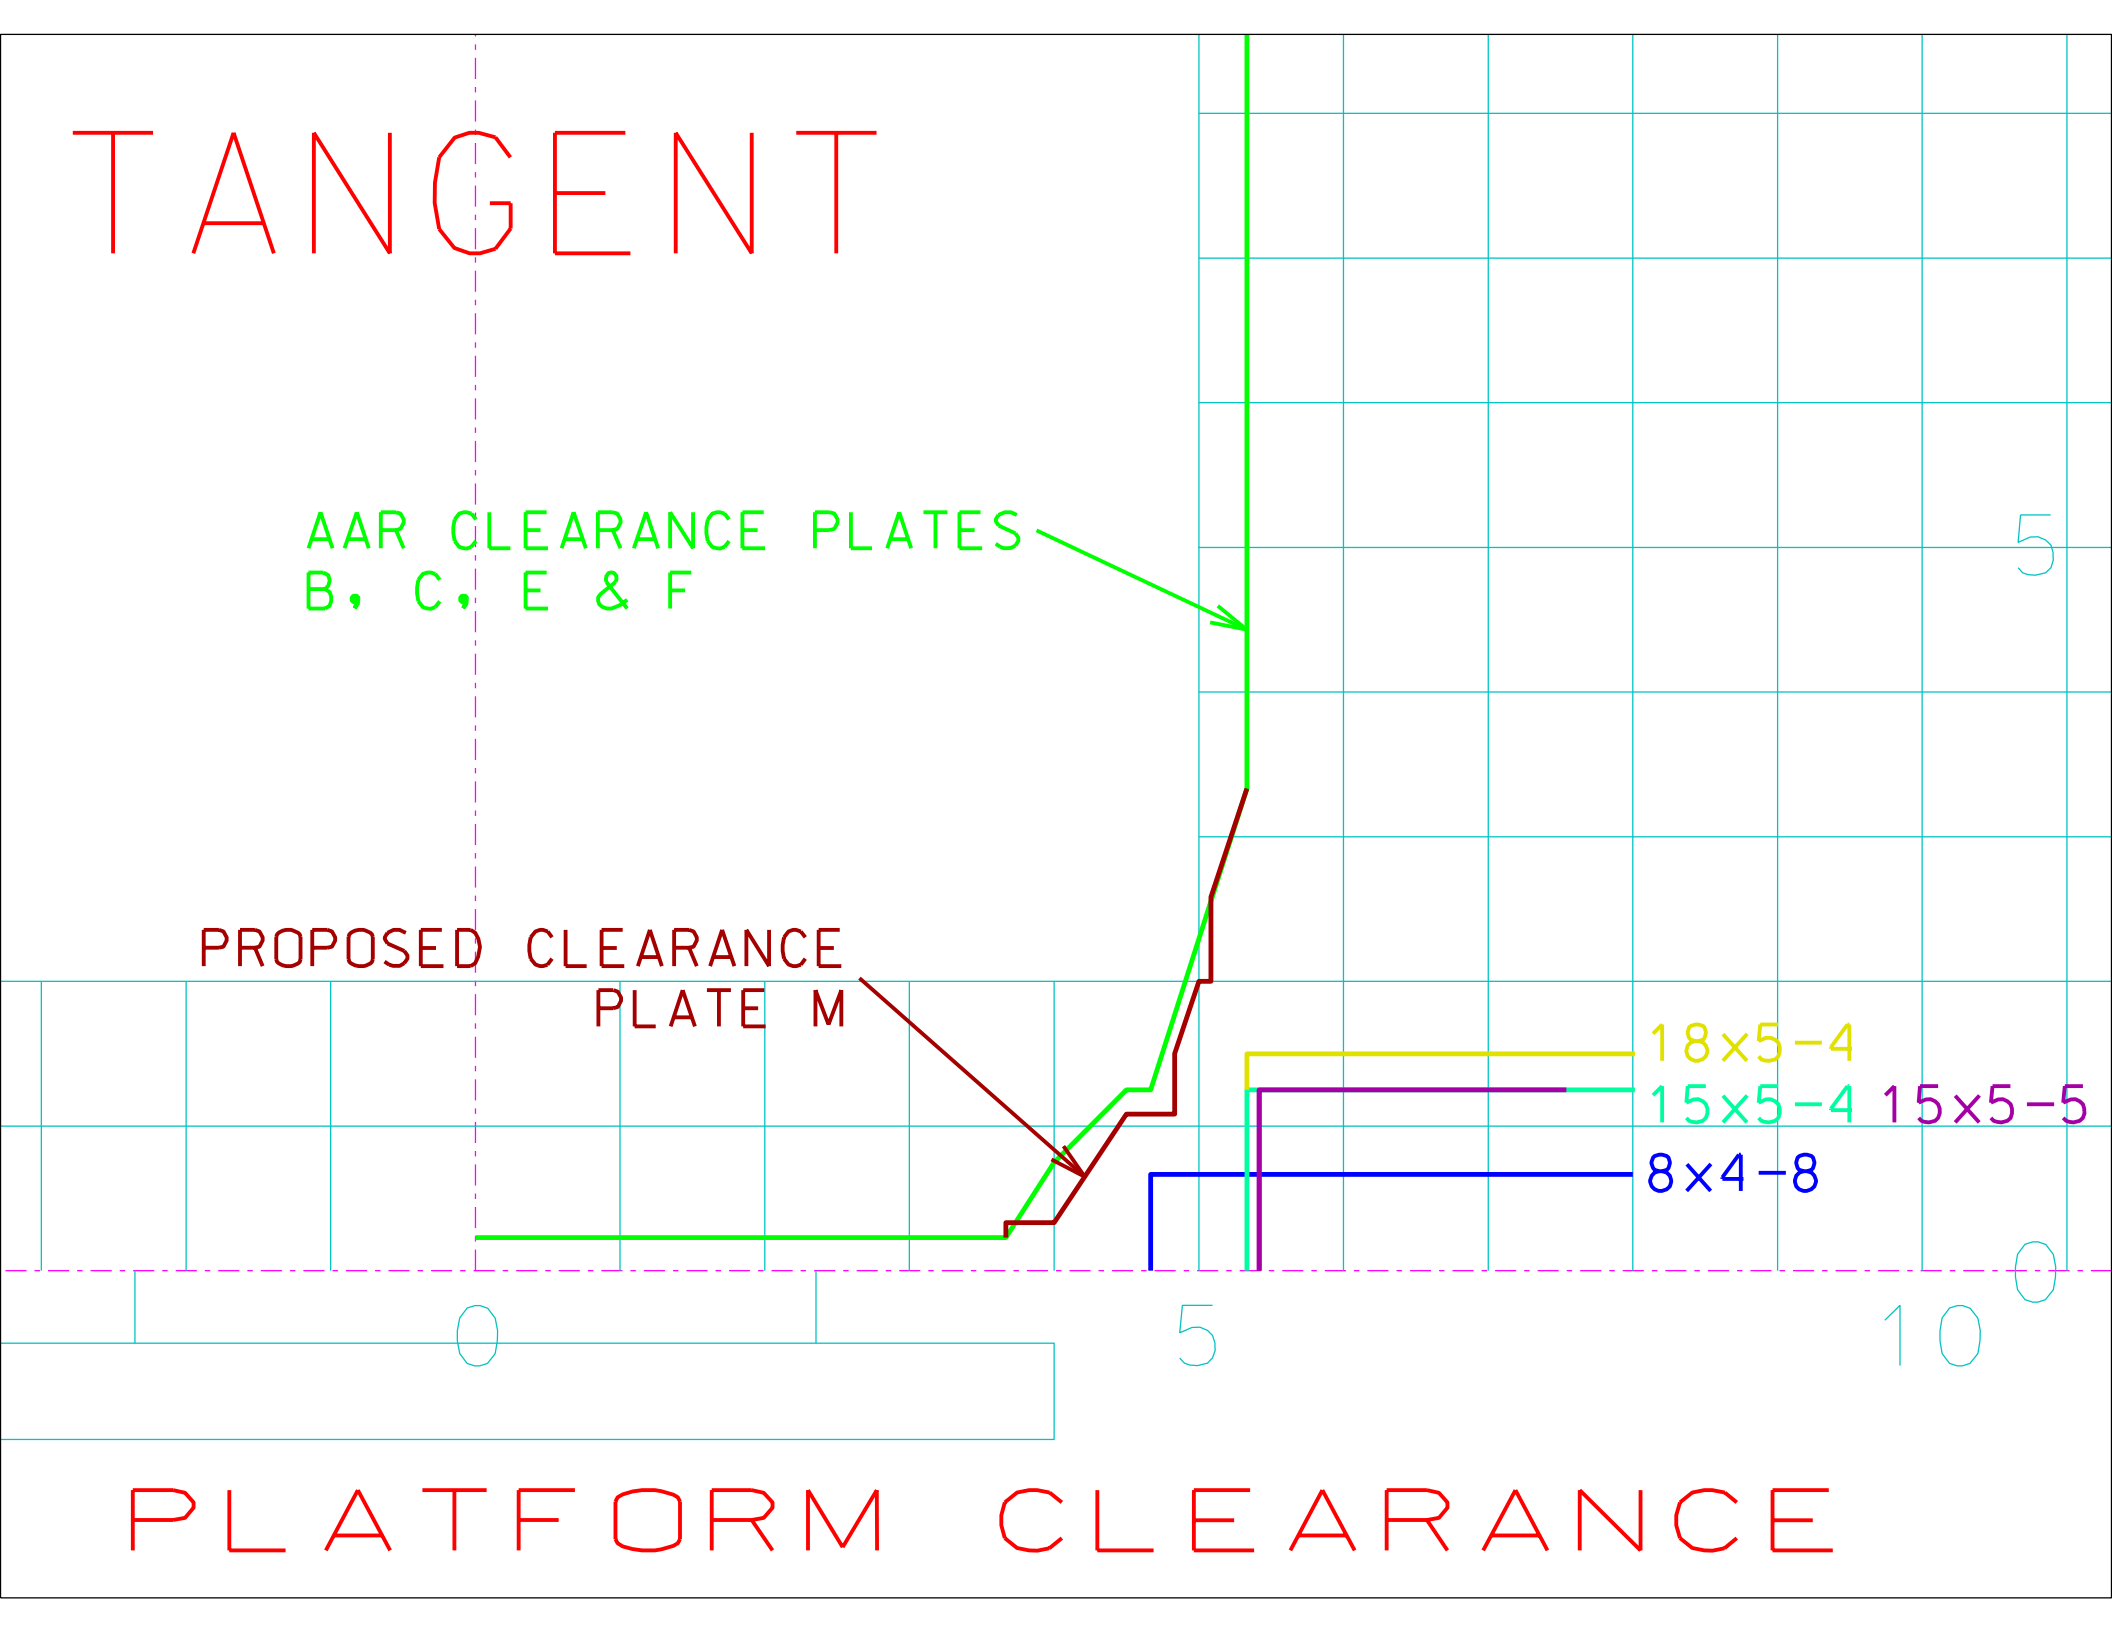 TANGENT
AAR CLEARANCE PLATES
B, C, E & F
5
PROPOSED CLEARANCE
PLATE M
18x5-4
15x5-4 15x5-5
8x4-8
0
0 5 10
PLATFORM CLEARANCE